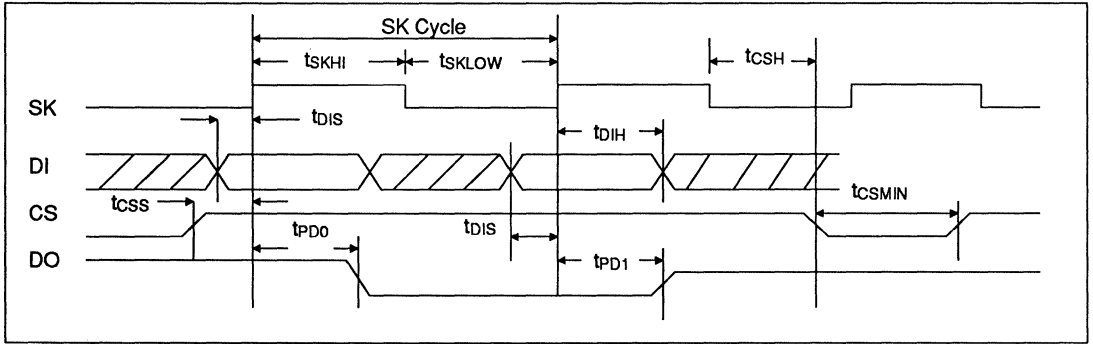 SK Cycle
tSKHI tSKLOW tCSH
SK
tDIS tDIH
DI
tCSS tCSMIN
CS
tPD0 tDIS
DO tPD1